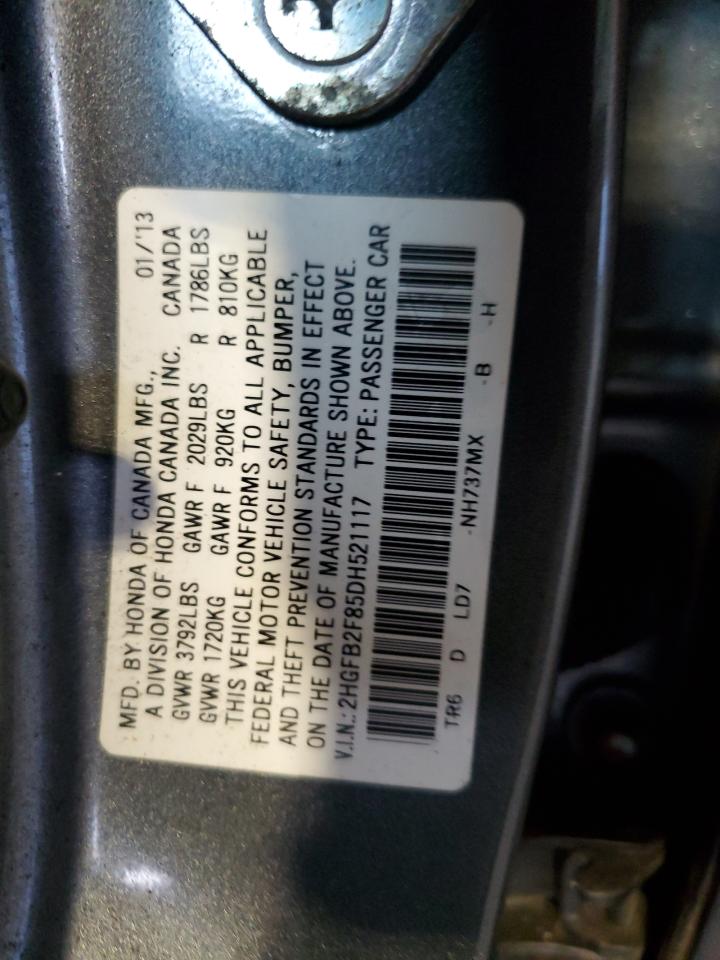 MFD. BY HONDA OF CANADA MFG., 01/'13
A DIVISION OF HONDA CANADA INC. CANADA
GVWR 3792LBS GAWR F 2029LBS R 1786LBS
GVWR 1720KG GAWR F 920KG R 810KG
THIS VEHICLE CONFORMS TO ALL APPLICABLE
FEDERAL MOTOR VEHICLE SAFETY, BUMPER,
AND THEFT PREVENTION STANDARDS IN EFFECT
ON THE DATE OF MANUFACTURE SHOWN ABOVE.
V.I.N.: 2HGFB2F85DH521117 TYPE: PASSENGER CAR
TR6 D LD7 -NH737MX -B -H